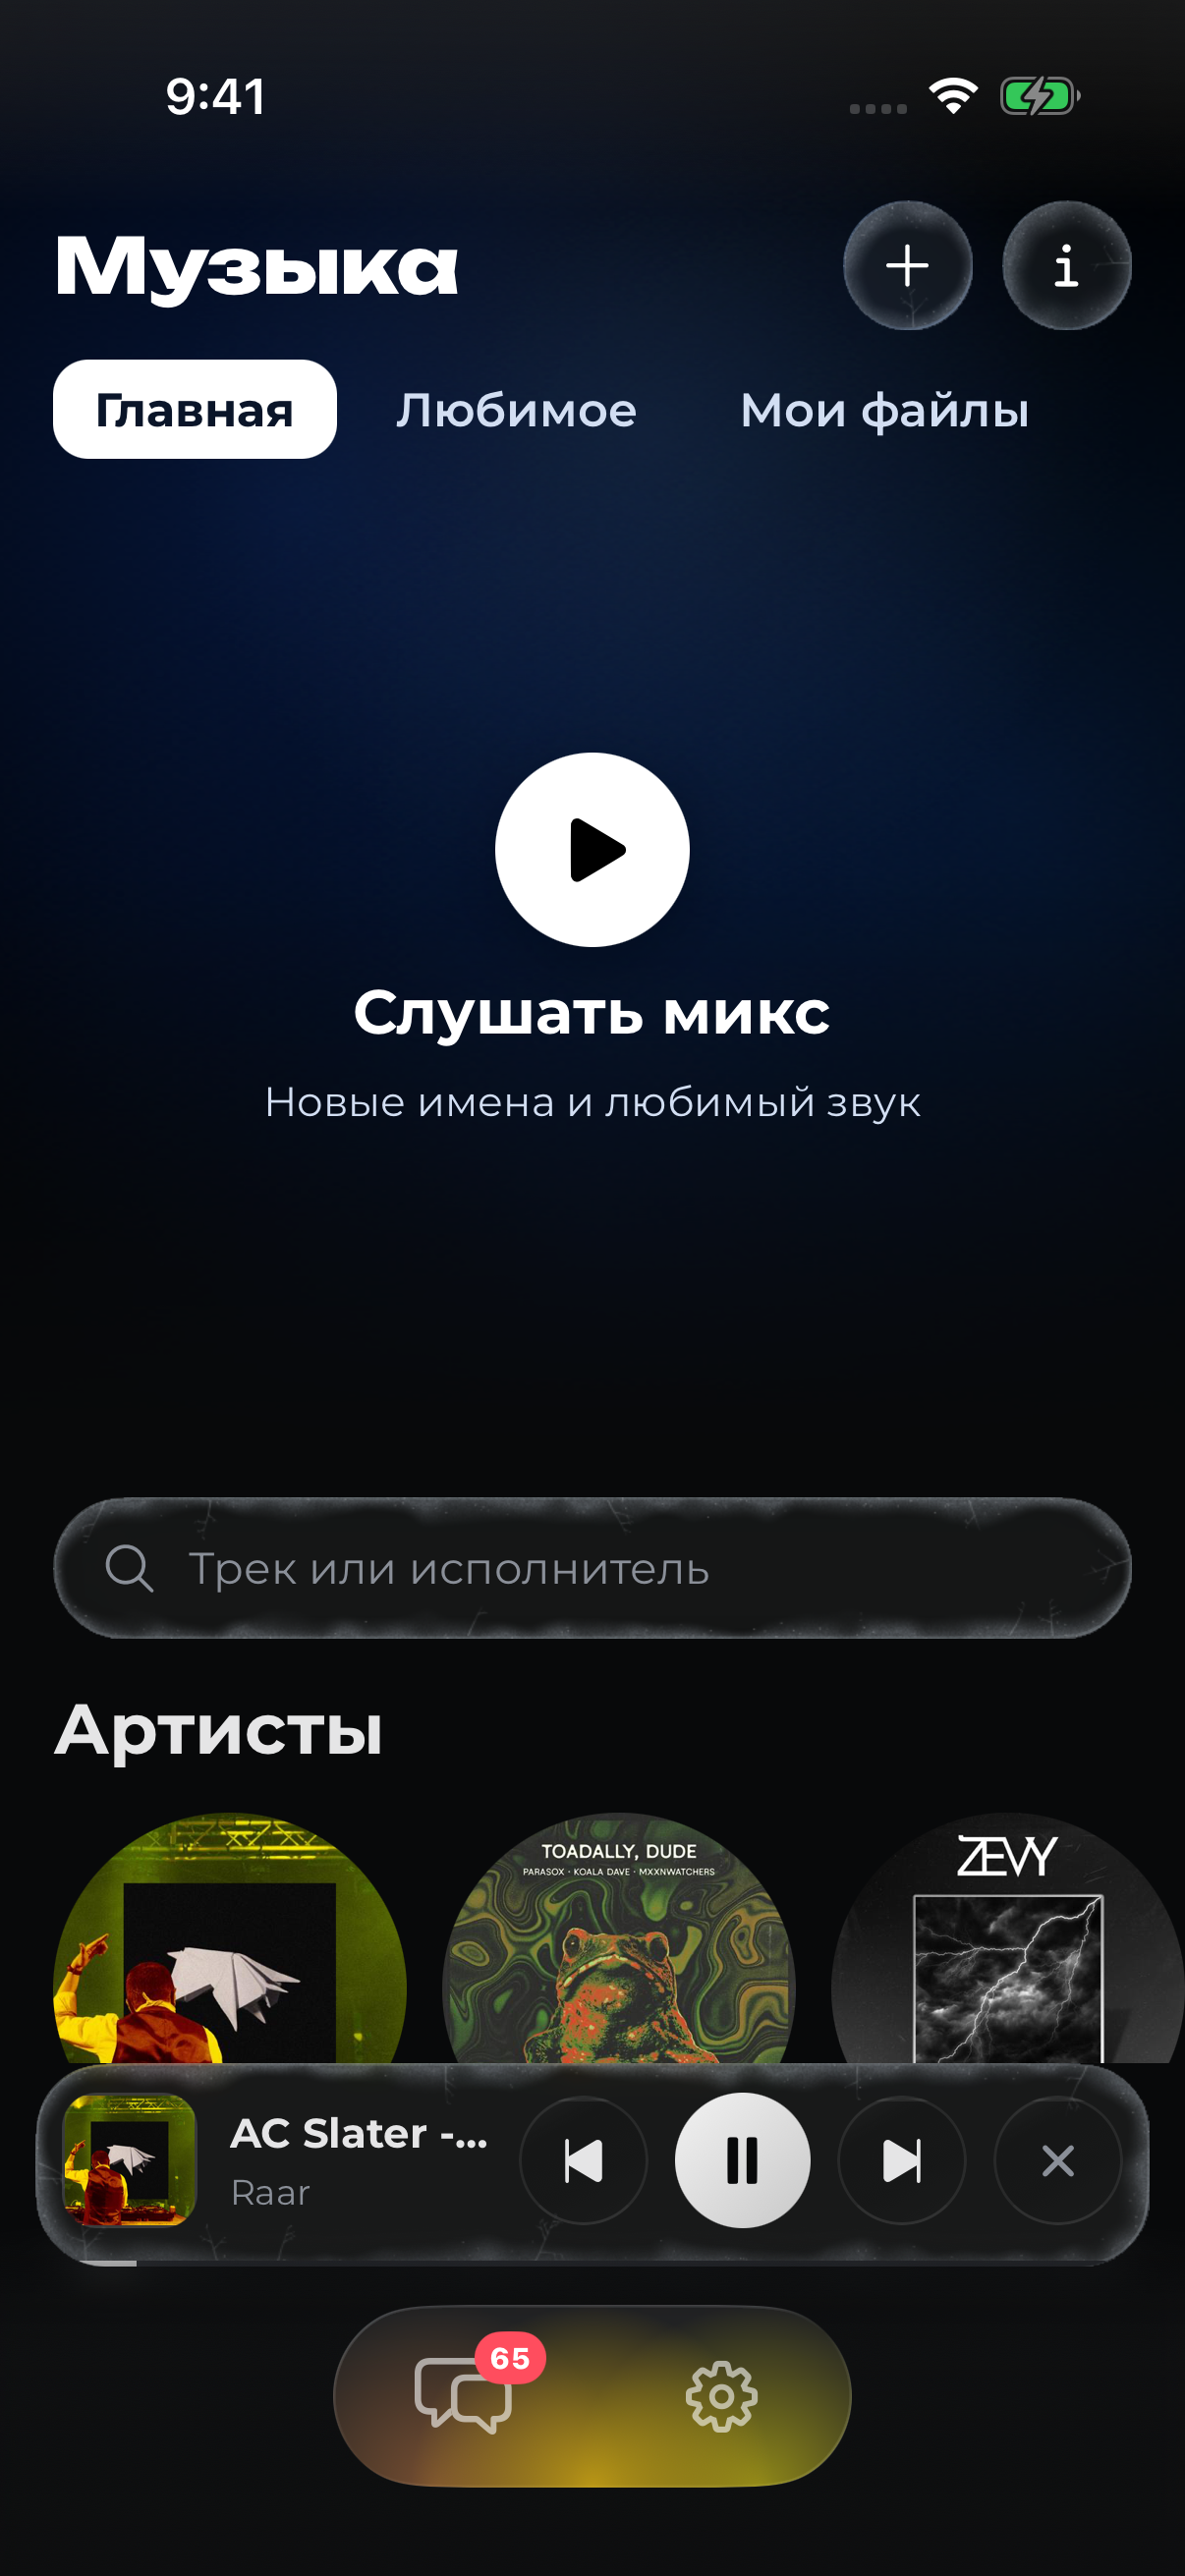 9:41
Музыка
Главная
Любимое
Мои файлы
Слушать микс
Новые имена и любимый звук
Трек или исполнитель
Артисты
TOADALLY, DUDE
PARASOX · KOALA DAVE · MXXNWATCHERS
ZEVY
AC Slater -...
Raar
65